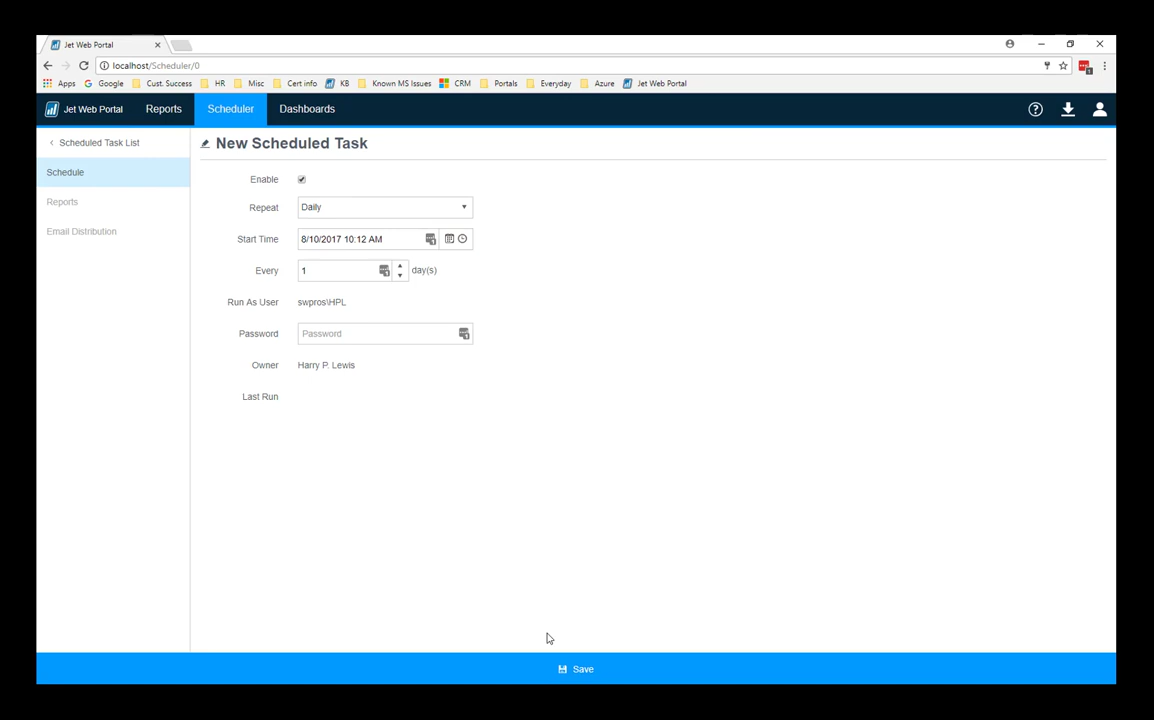 Jet Web Portal
localhost/Scheduler/0
Apps Google Cust. Success HR Misc Cert info KB Known MS Issues CRM Portals Everyday Azure Jet Web Portal
Jet Web Portal Reports Scheduler Dashboards
Scheduled Task List
Schedule
Reports
Email Distribution
New Scheduled Task
Enable
Repeat Daily
Start Time 8/10/2017 10:12 AM
Every 1 day(s)
Run As User swpros\HPL
Password Password
Owner Harry P. Lewis
Last Run
Save